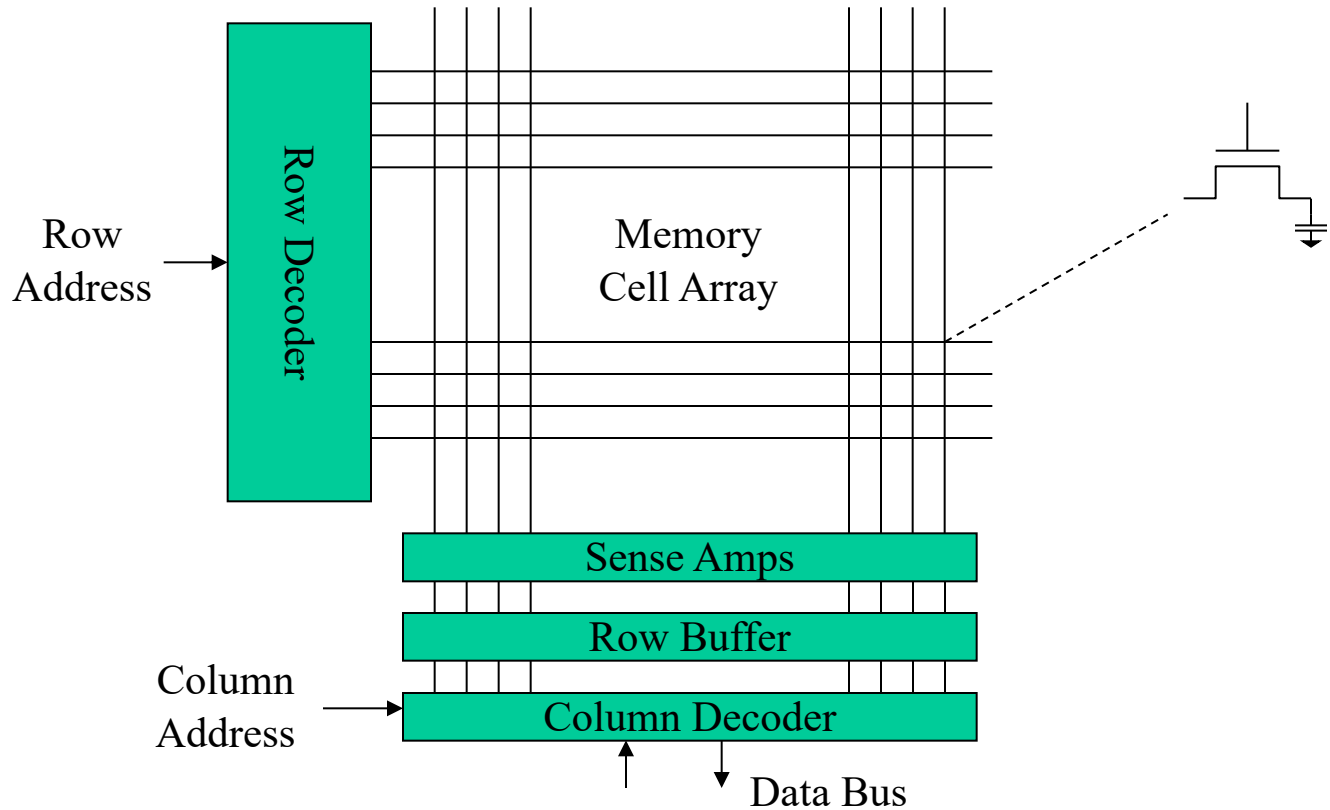 Row Decoder
Row
Address
Memory
Cell Array
Sense Amps
Row Buffer
Column
Address
Column Decoder
Data Bus